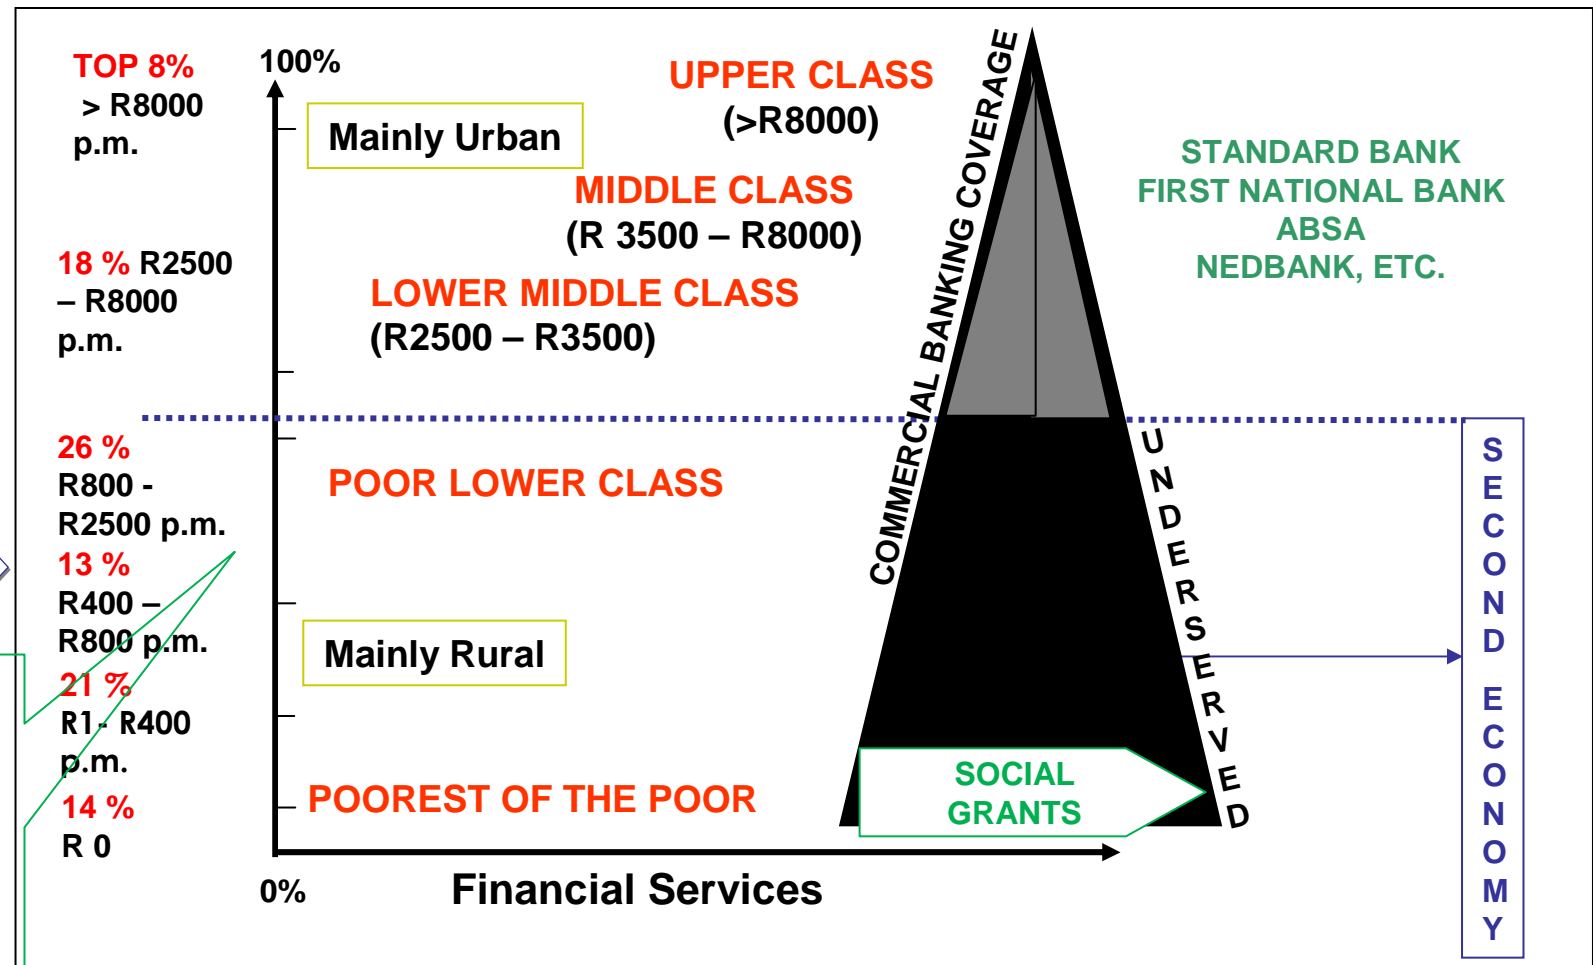 TOP 8%
> R8000
p.m.
18 % R2500
– R8000
p.m.
26 %
R800 -
R2500 p.m.
13 %
R400 –
R800 p.m.
21 %
R1- R400
p.m.
14 %
R 0
100%
0%
Mainly Urban
UPPER CLASS
(>R8000)
MIDDLE CLASS
(R 3500 – R8000)
LOWER MIDDLE CLASS
(R2500 – R3500)
POOR LOWER CLASS
Mainly Rural
POOREST OF THE POOR
Financial Services
COMMERCIAL BANKING COVERAGE
UNDERSERVED
SOCIAL
GRANTS
STANDARD BANK
FIRST NATIONAL BANK
ABSA
NEDBANK, ETC.
SECOND ECONOMY